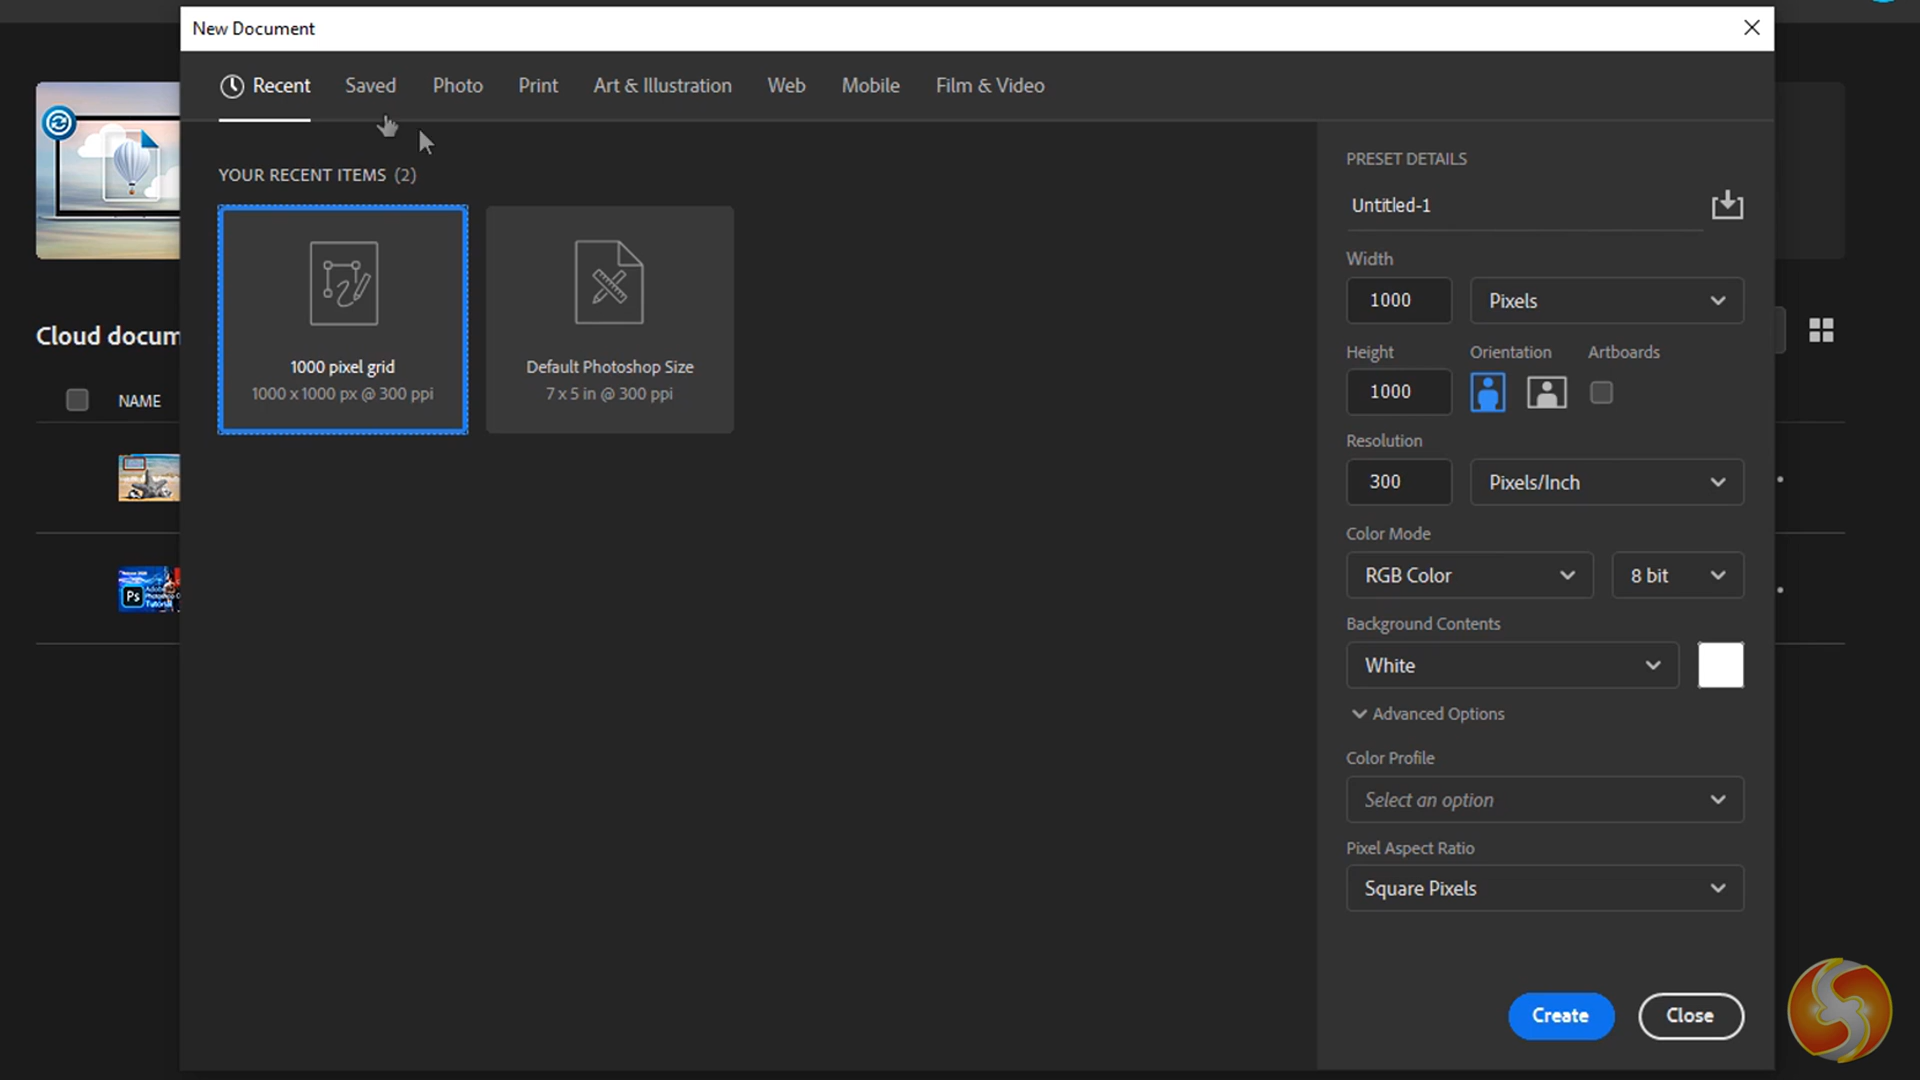 New Document
Recent
Saved
Photo
Print
Art & Illustration
Web
Mobile
Film & Video
YOUR RECENT ITEMS (2)
1000 pixel grid
1000 x 1000 px @ 300 ppi
Default Photoshop Size
7 x 5 in @ 300 ppi
Cloud docum
NAME
Ps
Adobe
Tutorial
PRESET DETAILS
Untitled-1
Width
1000
Pixels
Height
Orientation
Artboards
1000
Resolution
300
Pixels/Inch
Color Mode
RGB Color
8 bit
Background Contents
White
Advanced Options
Color Profile
Select an option
Pixel Aspect Ratio
Square Pixels
Create
Close